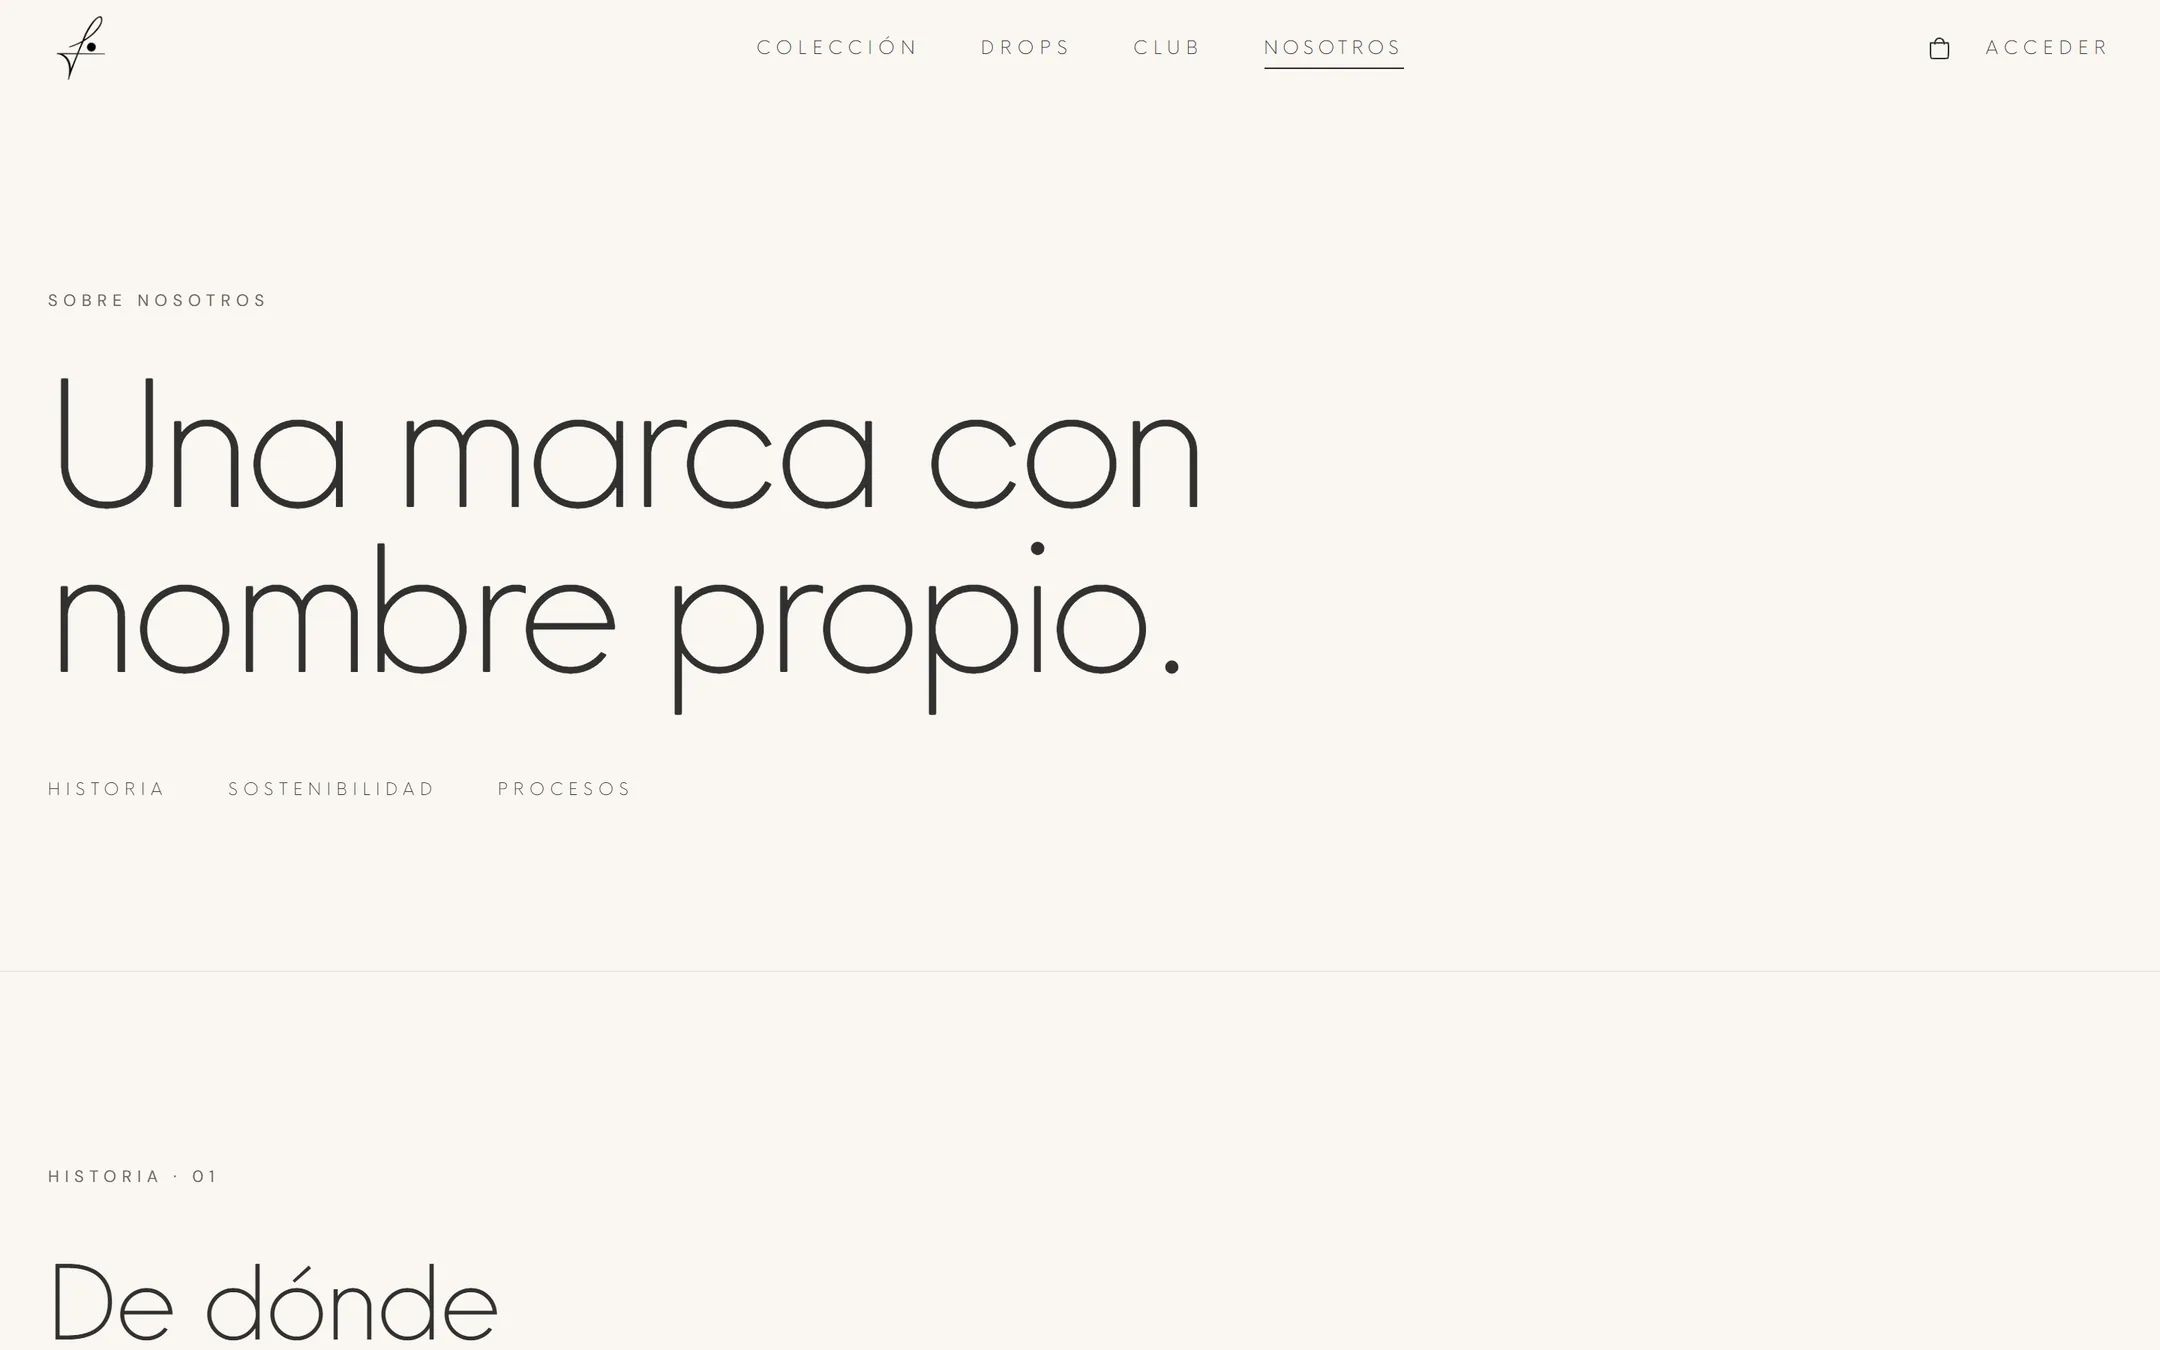 COLECCIÓN
DROPS
CLUB
NOSOTROS
ACCEDER
SOBRE NOSOTROS
Una marca con
nombre propio.
HISTORIA
SOSTENIBILIDAD
PROCESOS
HISTORIA · 01
De dónde